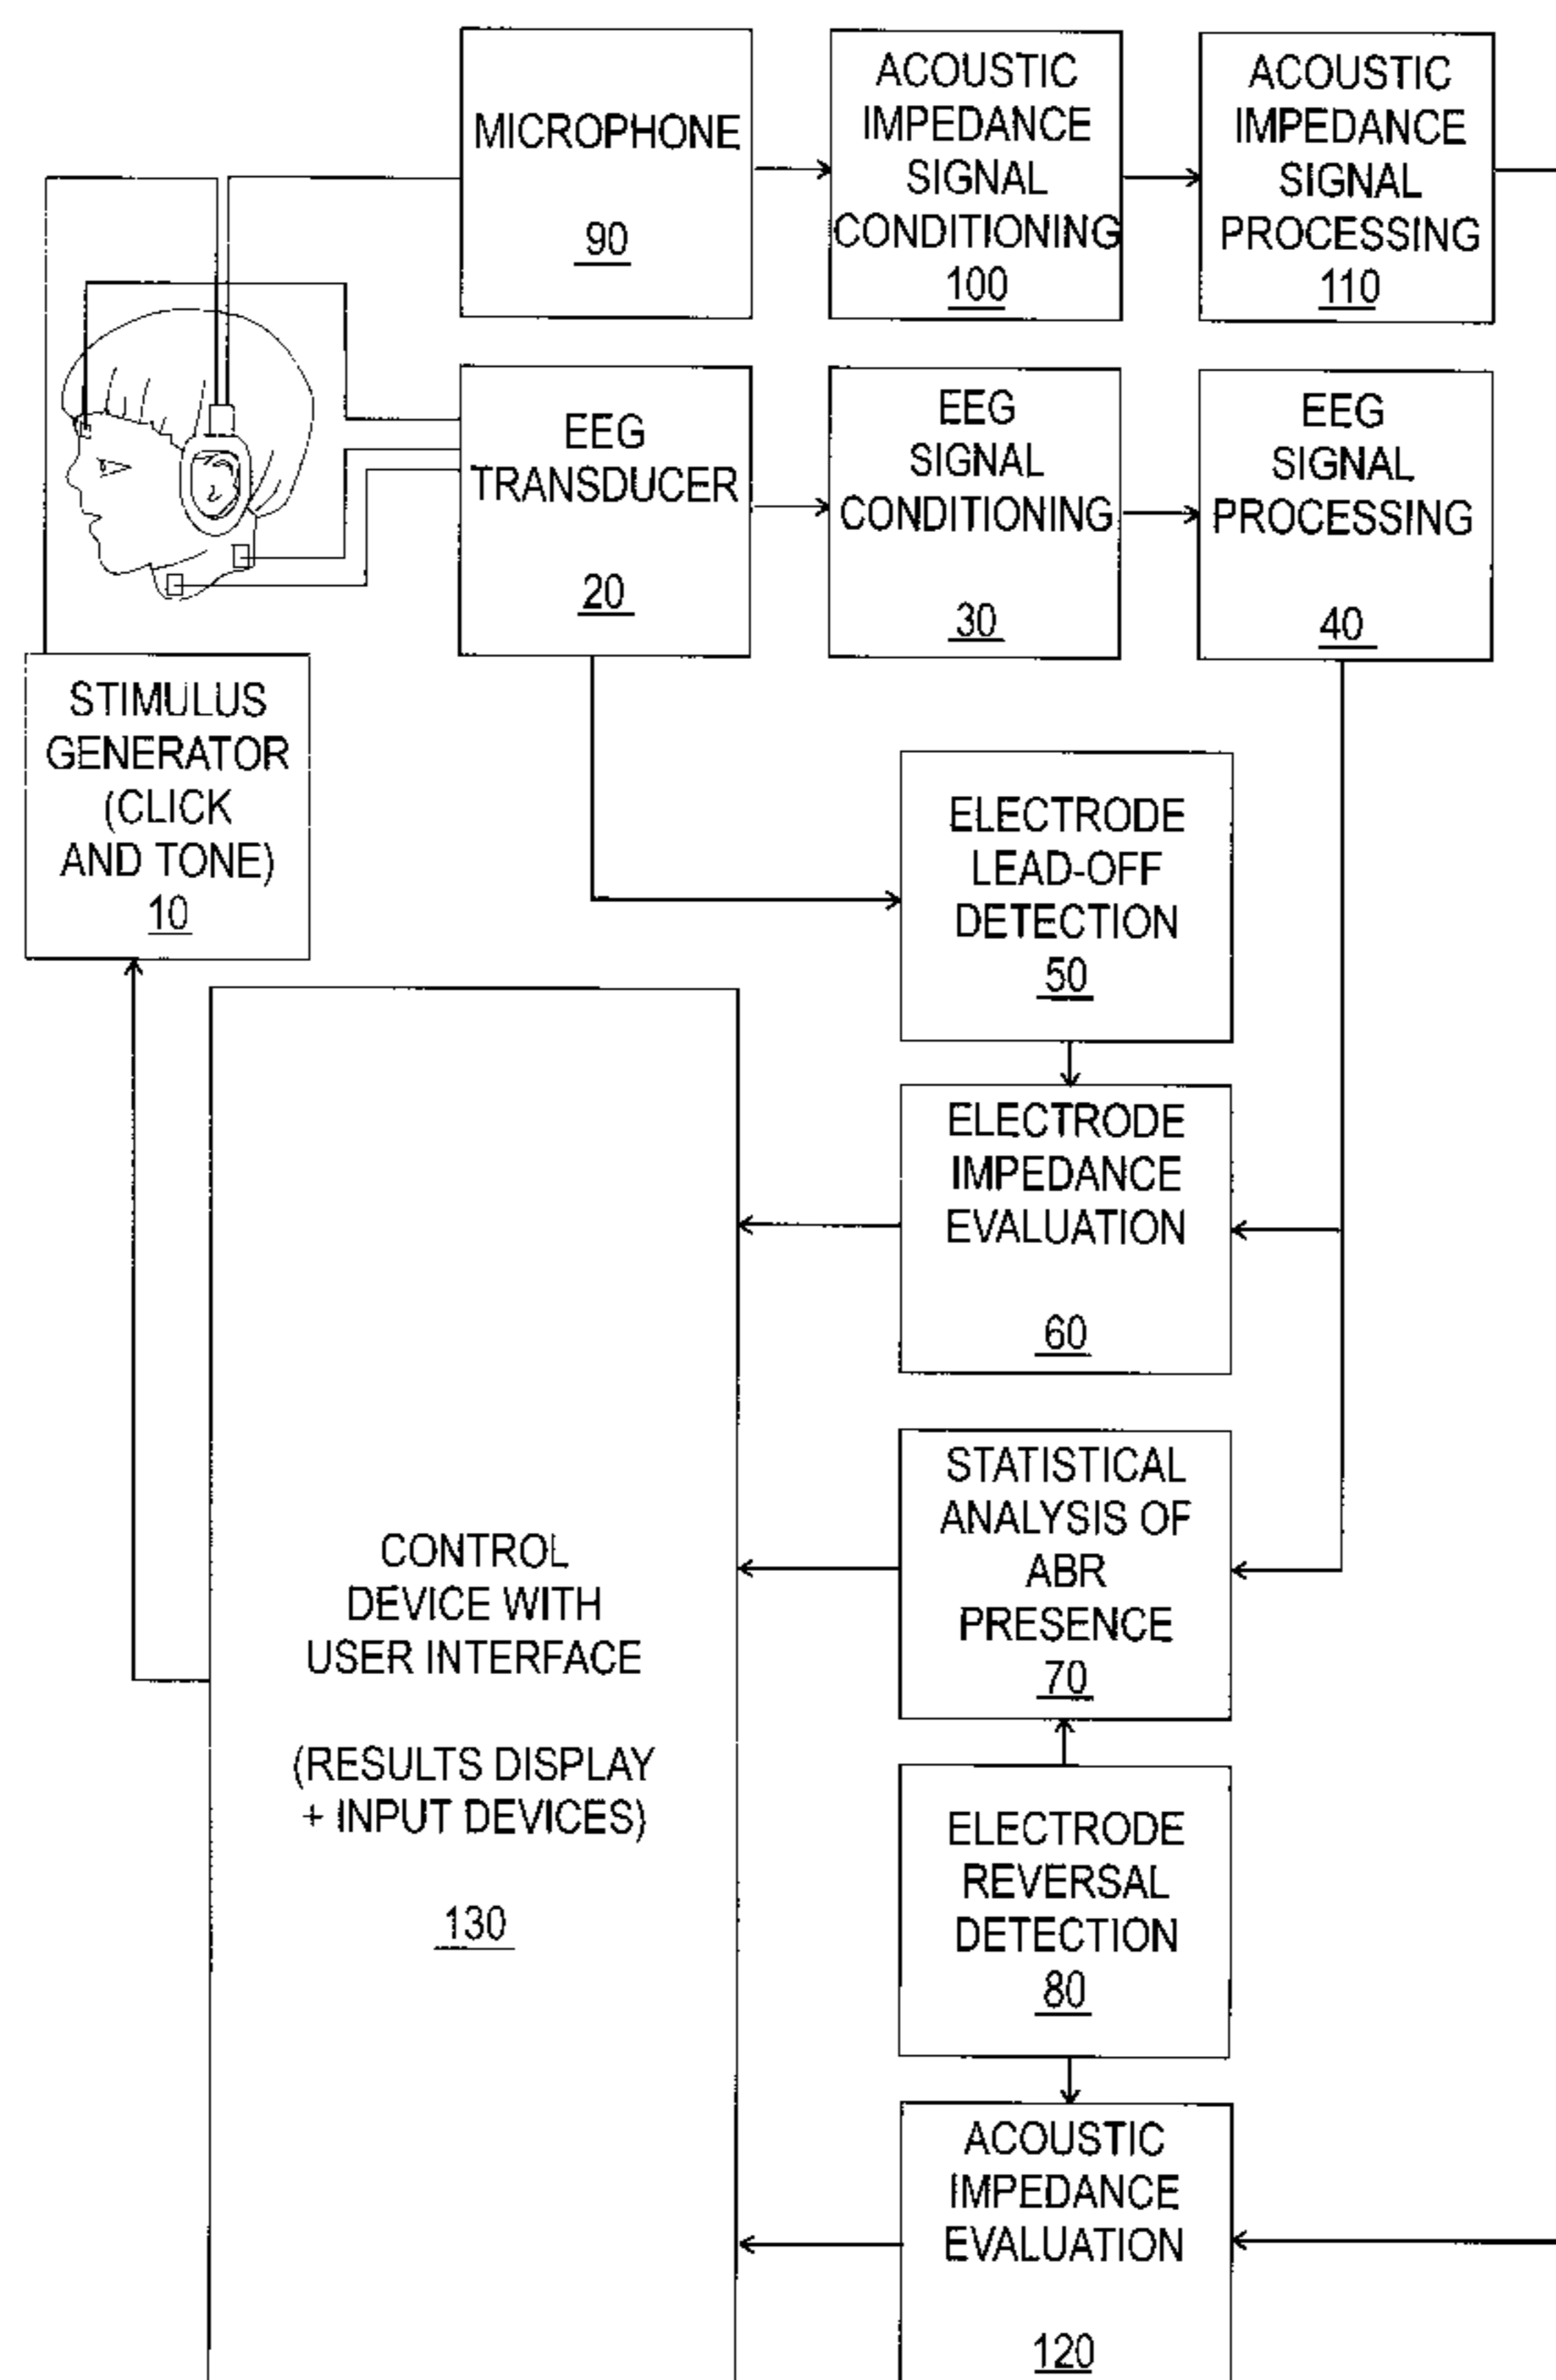 MICROPHONE
90
ACOUSTIC
IMPEDANCE
SIGNAL
CONDITIONING
100
ACOUSTIC
IMPEDANCE
SIGNAL
PROCESSING
110
EEG
TRANSDUCER
20
EEG
SIGNAL
CONDITIONING
30
EEG
SIGNAL
PROCESSING
40
STIMULUS
GENERATOR
(CLICK
AND TONE)
10
ELECTRODE
LEAD-OFF
DETECTION
50
ELECTRODE
IMPEDANCE
EVALUATION
60
STATISTICAL
ANALYSIS OF
ABR
PRESENCE
70
CONTROL
DEVICE WITH
USER INTERFACE
(RESULTS DISPLAY
+ INPUT DEVICES)
130
ELECTRODE
REVERSAL
DETECTION
80
ACOUSTIC
IMPEDANCE
EVALUATION
120